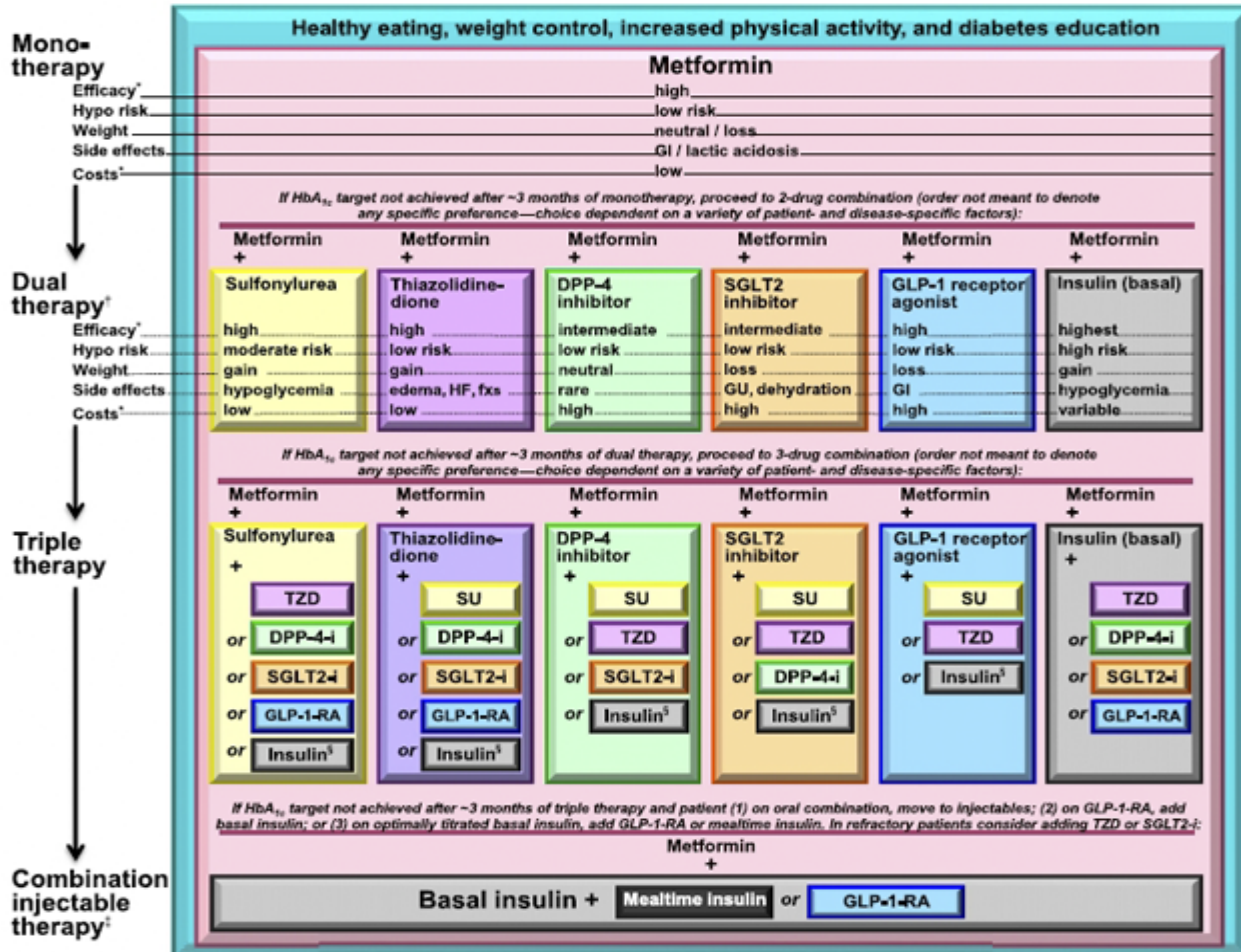 Healthy eating, weight control, increased physical activity, and diabetes education
Mono-
therapy
Metformin
Efficacy* high
Hypo risk low risk
Weight neutral / loss
Side effects GI / lactic acidosis
Costs* low
If HbA1c target not achieved after ~3 months of monotherapy, proceed to 2-drug combination (order not meant to denote
any specific preference—choice dependent on a variety of patient- and disease-specific factors):
Metformin Metformin Metformin Metformin Metformin Metformin
+ + + + + +
Dual
therapy†
Sulfonylurea Thiazolidine- DPP-4 SGLT2 GLP-1 receptor Insulin (basal)
dione inhibitor inhibitor agonist
Efficacy* high high intermediate intermediate high highest
Hypo risk moderate risk low risk low risk low risk low risk high risk
Weight gain gain neutral loss loss gain
Side effects hypoglycemia edema, HF, fxs rare GU, dehydration GI hypoglycemia
Costs* low low high high high variable
If HbA1c target not achieved after ~3 months of dual therapy, proceed to 3-drug combination (order not meant to denote
any specific preference—choice dependent on a variety of patient- and disease-specific factors):
Metformin Metformin Metformin Metformin Metformin Metformin
+ + + + + +
Triple
therapy
Sulfonylurea Thiazolidine- DPP-4 SGLT2 GLP-1 receptor Insulin (basal)
dione inhibitor inhibitor agonist
+ + + + + +
TZD SU SU SU SU TZD
or DPP-4-i or DPP-4-i or TZD or TZD or TZD or DPP-4-i
or SGLT2-i or SGLT2-i or SGLT2-i or DPP-4-i or Insulin§ or SGLT2-i
or GLP-1-RA or GLP-1-RA or Insulin§ or Insulin§ or GLP-1-RA
or Insulin§ or Insulin§
If HbA1c target not achieved after ~3 months of triple therapy and patient (1) on oral combination, move to injectables; (2) on GLP-1-RA, add
basal insulin; or (3) on optimally titrated basal insulin, add GLP-1-RA or mealtime insulin. In refractory patients consider adding TZD or SGLT2-i:
Metformin
+
Combination
injectable
therapy‡
Basal insulin + Mealtime Insulin or GLP-1-RA